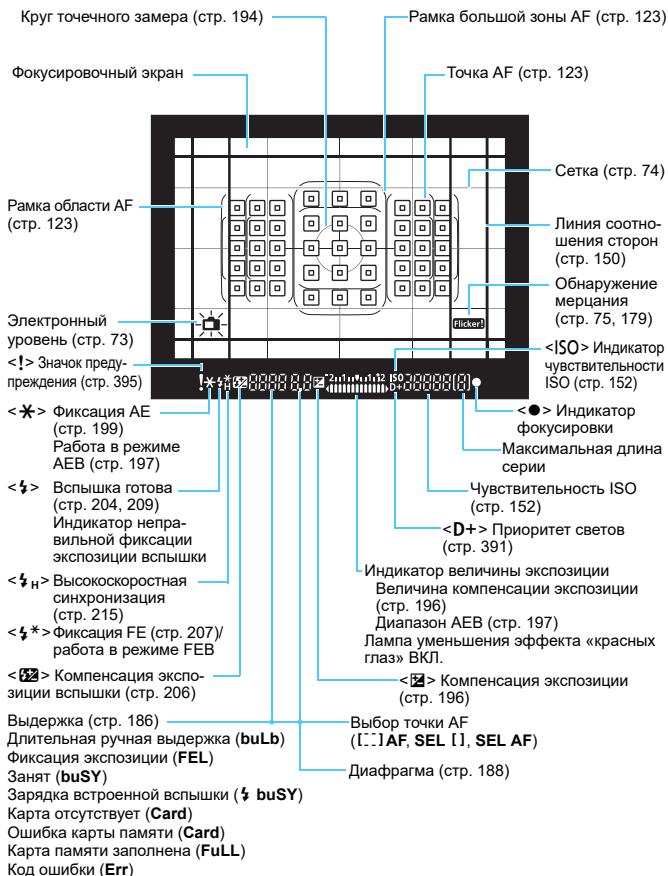 Круг точечного замера (стр. 194)
Рамка большой зоны AF (стр. 123)
Фокусировочный экран
Точка AF (стр. 123)
Сетка (стр. 74)
Рамка области AF
(стр. 123)
Линия соотно-
шения сторон
(стр. 150)
Обнаружение
мерцания
(стр. 75, 179)
Flicker!
Электронный
уровень (стр. 73)
<!> Значок преду-
преждения (стр. 395)
<ISO> Индикатор
чувствительности
ISO (стр. 152)
2 1 1 2
ISO
D+
H
<✱> Фиксация AE
(стр. 199)
Работа в режиме
AEB (стр. 197)
<●> Индикатор
фокусировки
Максимальная длина
серии
<⚡> Вспышка готова
(стр. 204, 209)
Индикатор непра-
вильной фиксации
экспозиции вспышки
Чувствительность ISO
(стр. 152)
<D+> Приоритет светов
(стр. 391)
<⚡H> Высокоскоростная
синхронизация
(стр. 215)
Индикатор величины экспозиции
Величина компенсации экспозиции
(стр. 196)
Диапазон AEB (стр. 197)
Лампа уменьшения эффекта «красных
глаз» ВКЛ.
<⚡*> Фиксация FE (стр. 207)/
работа в режиме FEB
<> Компенсация экспо-
зиции вспышки (стр. 206)
<> Компенсация экспозиции
(стр. 196)
Выдержка (стр. 186)
Длительная ручная выдержка (buLb)
Фиксация экспозиции (FEL)
Занят (buSY)
Зарядка встроенной вспышки (⚡ buSY)
Карта отсутствует (Card)
Ошибка карты памяти (Card)
Карта памяти заполнена (FuLL)
Код ошибки (Err)
Выбор точки AF
([ ] AF, SEL [ ], SEL AF)
Диафрагма (стр. 188)